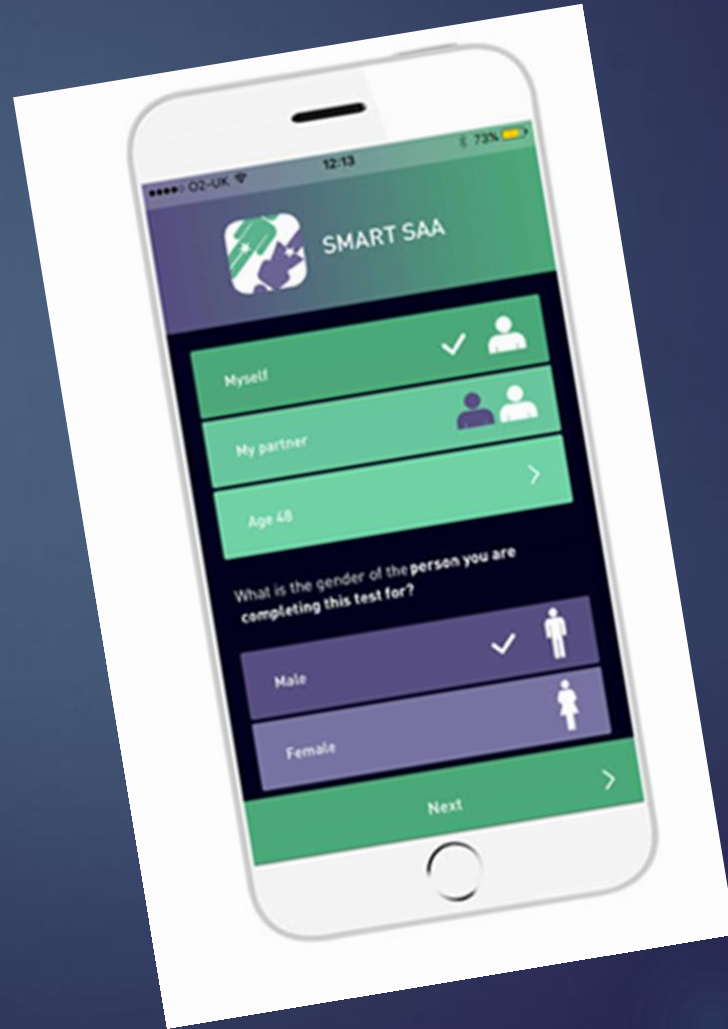 O2-UK 12:13 73%
SMART SAA
Myself
My partner
Age 48
What is the gender of the person you are
completing this test for?
Male
Female
Next